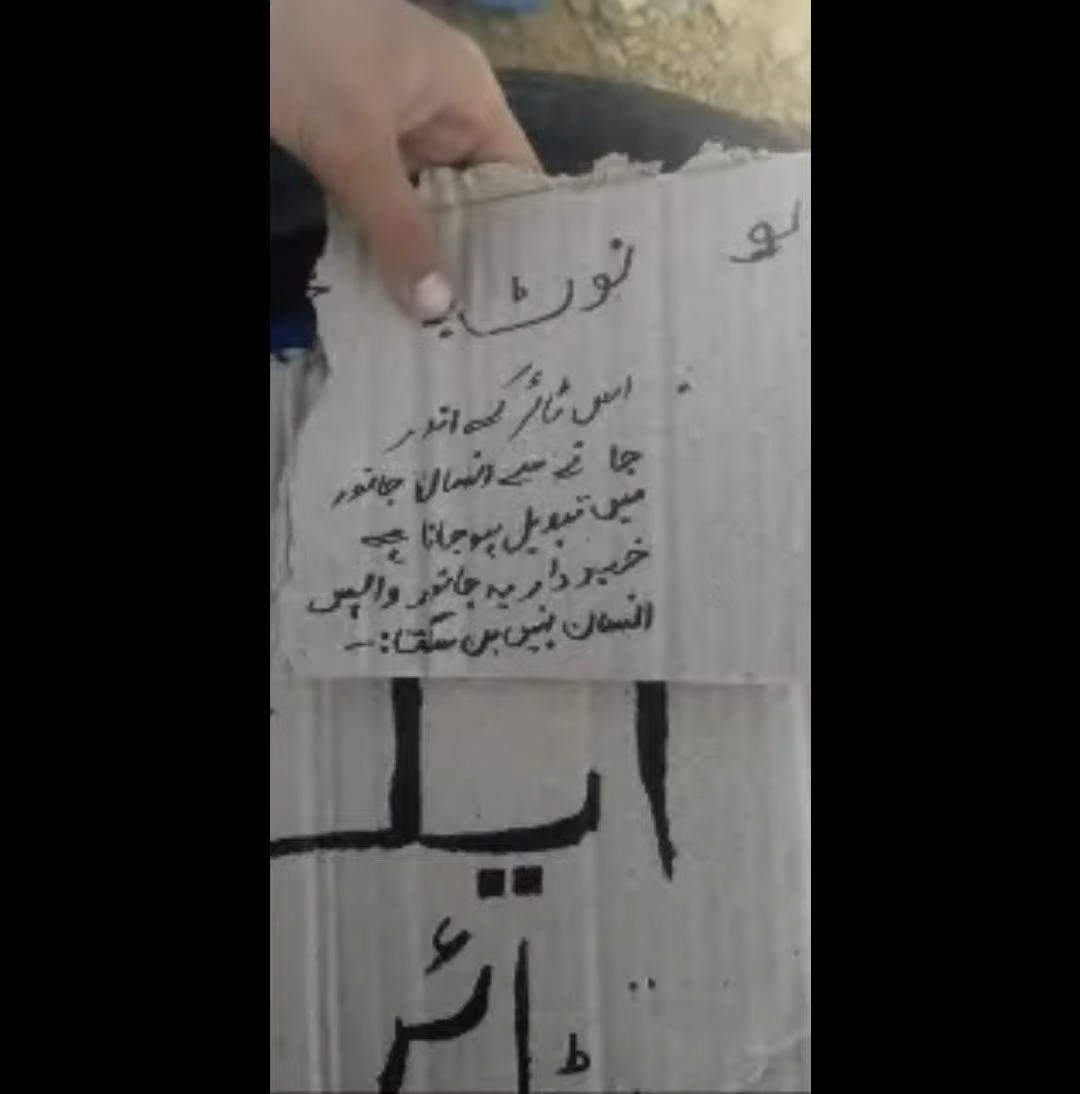 نوٹ
اس ٹائر کے اندر
جانے سے انسان جانور
میں تبدیل ہو جاتا ہے
خبردار یہ جانور واپس
انسان نہیں بن سکتا:-
ٹائر